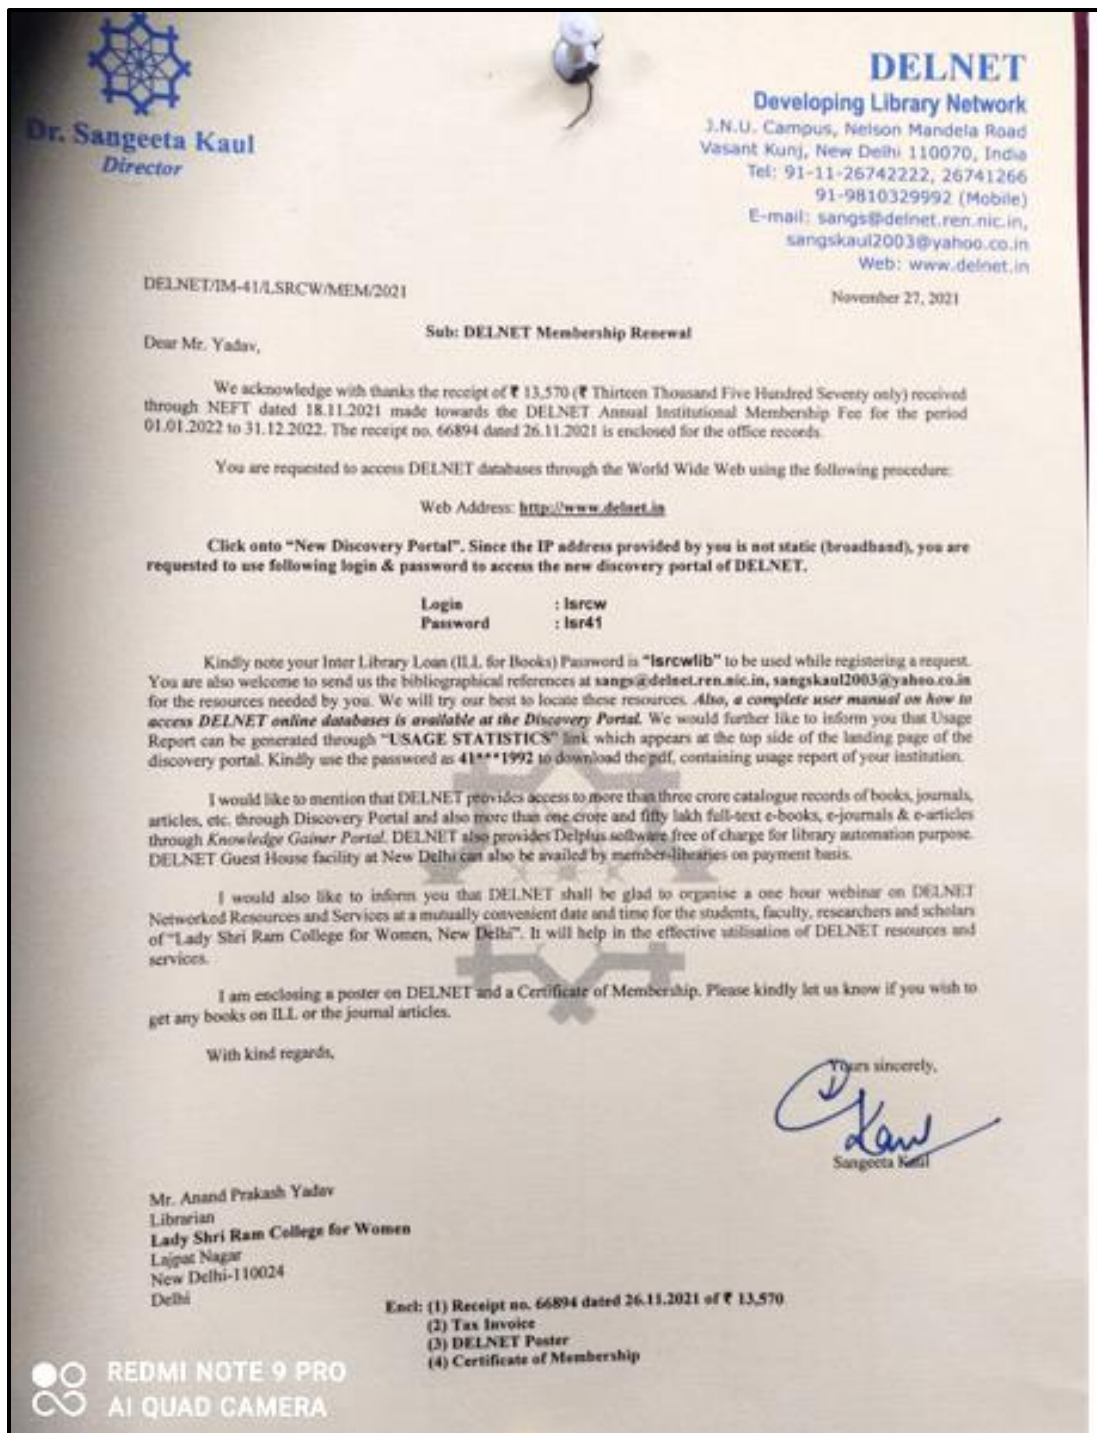 Dr. Sangeeta Kaul
Director
DELNET
Developing Library Network
J.N.U. Campus, Nelson Mandela Road
Vasant Kunj, New Delhi 110070, India
Tel: 91-11-26742222, 26741266
91-9810329992 (Mobile)
E-mail: sangs@delnet.ren.nic.in,
sangskaul2003@yahoo.co.in
Web: www.delnet.in
DELNET/IM-41/LSRCW/MEM/2021
November 27, 2021
Sub: DELNET Membership Renewal
Dear Mr. Yadav,
We acknowledge with thanks the receipt of ₹ 13,570 (₹ Thirteen Thousand Five Hundred Seventy only) received
through NEFT dated 18.11.2021 made towards the DELNET Annual Institutional Membership Fee for the period
01.01.2022 to 31.12.2022. The receipt no. 66894 dated 26.11.2021 is enclosed for the office records.
You are requested to access DELNET databases through the World Wide Web using the following procedure:
Web Address: http://www.delnet.in
Click onto “New Discovery Portal”. Since the IP address provided by you is not static (broadband), you are
requested to use following login & password to access the new discovery portal of DELNET.
Login : lsrcw
Password : lsr41
Kindly note your Inter Library Loan (ILL for Books) Password is “lsrcwlib” to be used while registering a request.
You are also welcome to send us the bibliographical references at sangs@delnet.ren.nic.in, sangskaul2003@yahoo.co.in
for the resources needed by you. We will try our best to locate these resources. Also, a complete user manual on how to
access DELNET online databases is available at the Discovery Portal. We would further like to inform you that Usage
Report can be generated through “USAGE STATISTICS” link which appears at the top side of the landing page of the
discovery portal. Kindly use the password as 41***1992 to download the pdf, containing usage report of your institution.
I would like to mention that DELNET provides access to more than three crore catalogue records of books, journals,
articles, etc. through Discovery Portal and also more than one crore and fifty lakh full-text e-books, e-journals & e-articles
through Knowledge Gainer Portal. DELNET also provides Delplus software free of charge for library automation purpose.
DELNET Guest House facility at New Delhi can also be availed by member-libraries on payment basis.
I would also like to inform you that DELNET shall be glad to organise a one hour webinar on DELNET
Networked Resources and Services at a mutually convenient date and time for the students, faculty, researchers and scholars
of “Lady Shri Ram College for Women, New Delhi”. It will help in the effective utilisation of DELNET resources and
services.
I am enclosing a poster on DELNET and a Certificate of Membership. Please kindly let us know if you wish to
get any books on ILL or the journal articles.
With kind regards,
Yours sincerely,
Kaul
Sangeeta Kaul
Mr. Anand Prakash Yadav
Librarian
Lady Shri Ram College for Women
Lajpat Nagar
New Delhi-110024
Delhi
Encl: (1) Receipt no. 66894 dated 26.11.2021 of ₹ 13,570
(2) Tax Invoice
(3) DELNET Poster
(4) Certificate of Membership
REDMI NOTE 9 PRO
AI QUAD CAMERA